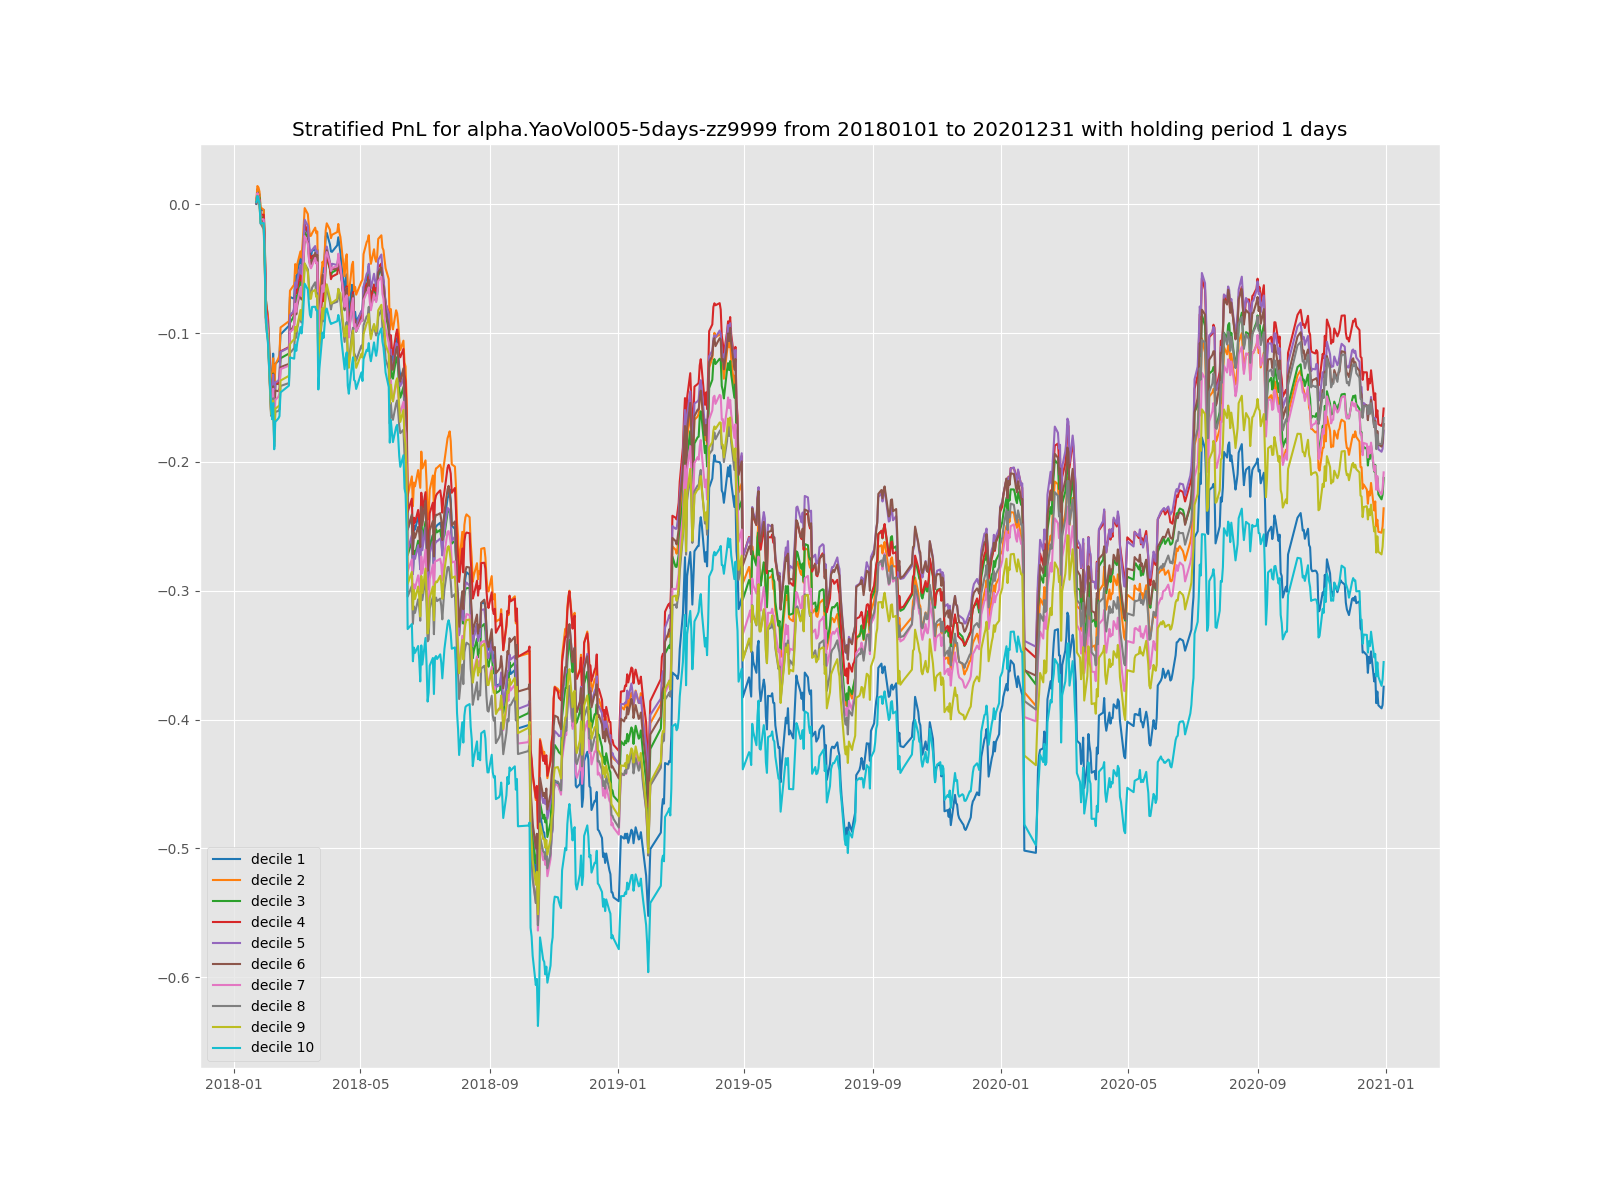 Stratified PnL for alpha.YaoVol005-5days-zz9999 from 20180101 to 20201231 with holding period 1 days
0.0
−0.1
−0.2
−0.3
−0.4
−0.5
−0.6
decile 1
decile 2
decile 3
decile 4
decile 5
decile 6
decile 7
decile 8
decile 9
decile 10
2018-01 2018-05 2018-09 2019-01 2019-05 2019-09 2020-01 2020-05 2020-09 2021-01